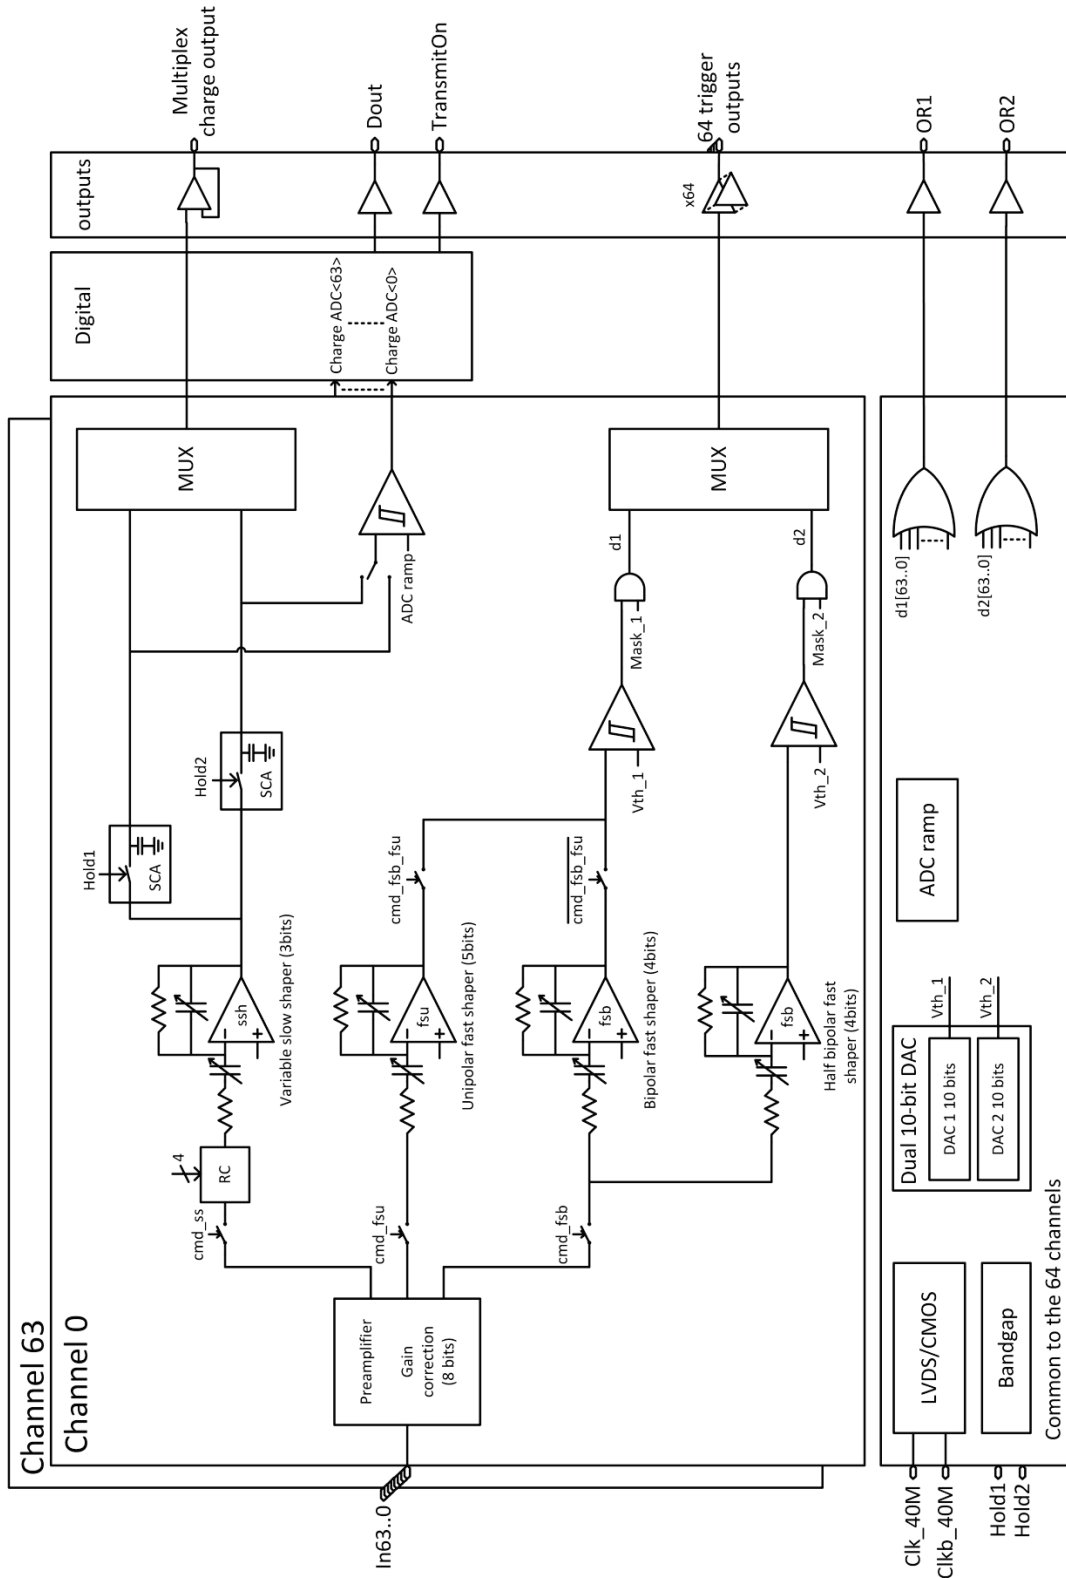 Channel 63
Channel 0
In63..0
Preamplifier
Gain
correction
(8 bits)
cmd_ss
cmd_fsu
cmd_fsb
4
RC
ssh
Variable slow shaper (3bits)
fsu
Unipolar fast shaper (5bits)
fsb
Bipolar fast shaper (4bits)
fsb
Half bipolar fast
shaper (4bits)
Hold1
SCA
Hold2
SCA
cmd_fsb_fsu
cmd_fsb_fsu
Vth_1
Vth_2
Mask_1
Mask_2
d1
d2
ADC ramp
MUX
MUX
Digital
Charge ADC<63>
Charge ADC<0>
outputs
x64
Multiplex
charge output
Dout
TransmitOn
64 trigger
outputs
OR1
OR2
Clk_40M
Clkb_40M
Hold1
Hold2
LVDS/CMOS
Bandgap
Dual 10-bit DAC
DAC 1 10 bits
DAC 2 10 bits
Vth_1
Vth_2
ADC ramp
d1[63..0]
d2[63..0]
Common to the 64 channels